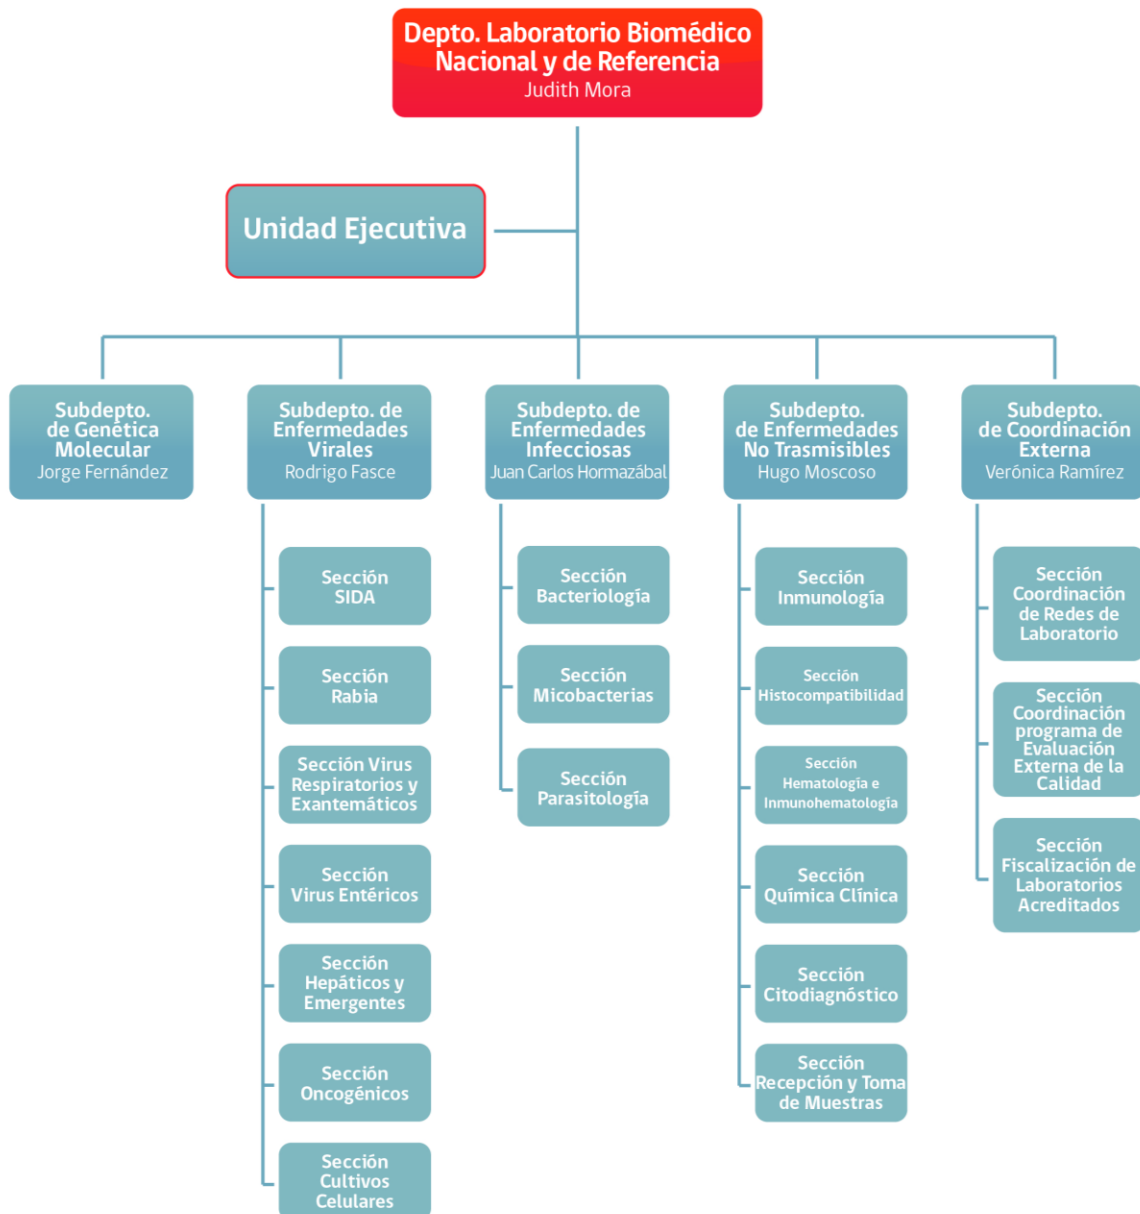 Depto. Laboratorio Biomédico
Nacional y de Referencia
Judith Mora
Unidad Ejecutiva
Subdepto.
de Genética
Molecular
Jorge Fernández
Subdepto. de
Enfermedades
Virales
Rodrigo Fasce
Subdepto. de
Enfermedades
Infecciosas
Juan Carlos Hormazábal
Subdepto.
de Enfermedades
No Trasmisibles
Hugo Moscoso
Subdepto.
de Coordinación
Externa
Verónica Ramírez
Sección
SIDA
Sección
Rabia
Sección Virus
Respiratorios y
Exantemáticos
Sección
Virus Entéricos
Sección
Hepáticos y
Emergentes
Sección
Oncogénicos
Sección
Cultivos
Celulares
Sección
Bacteriología
Sección
Micobacterias
Sección
Parasitología
Sección
Inmunología
Sección
Histocompatibilidad
Sección
Hematología e
Inmunohematología
Sección
Química Clínica
Sección
Citodiagnóstico
Sección
Recepción y Toma
de Muestras
Sección
Coordinación
de Redes de
Laboratorio
Sección
Coordinación
programa de
Evaluación
Externa de la
Calidad
Sección
Fiscalización de
Laboratorios
Acreditados